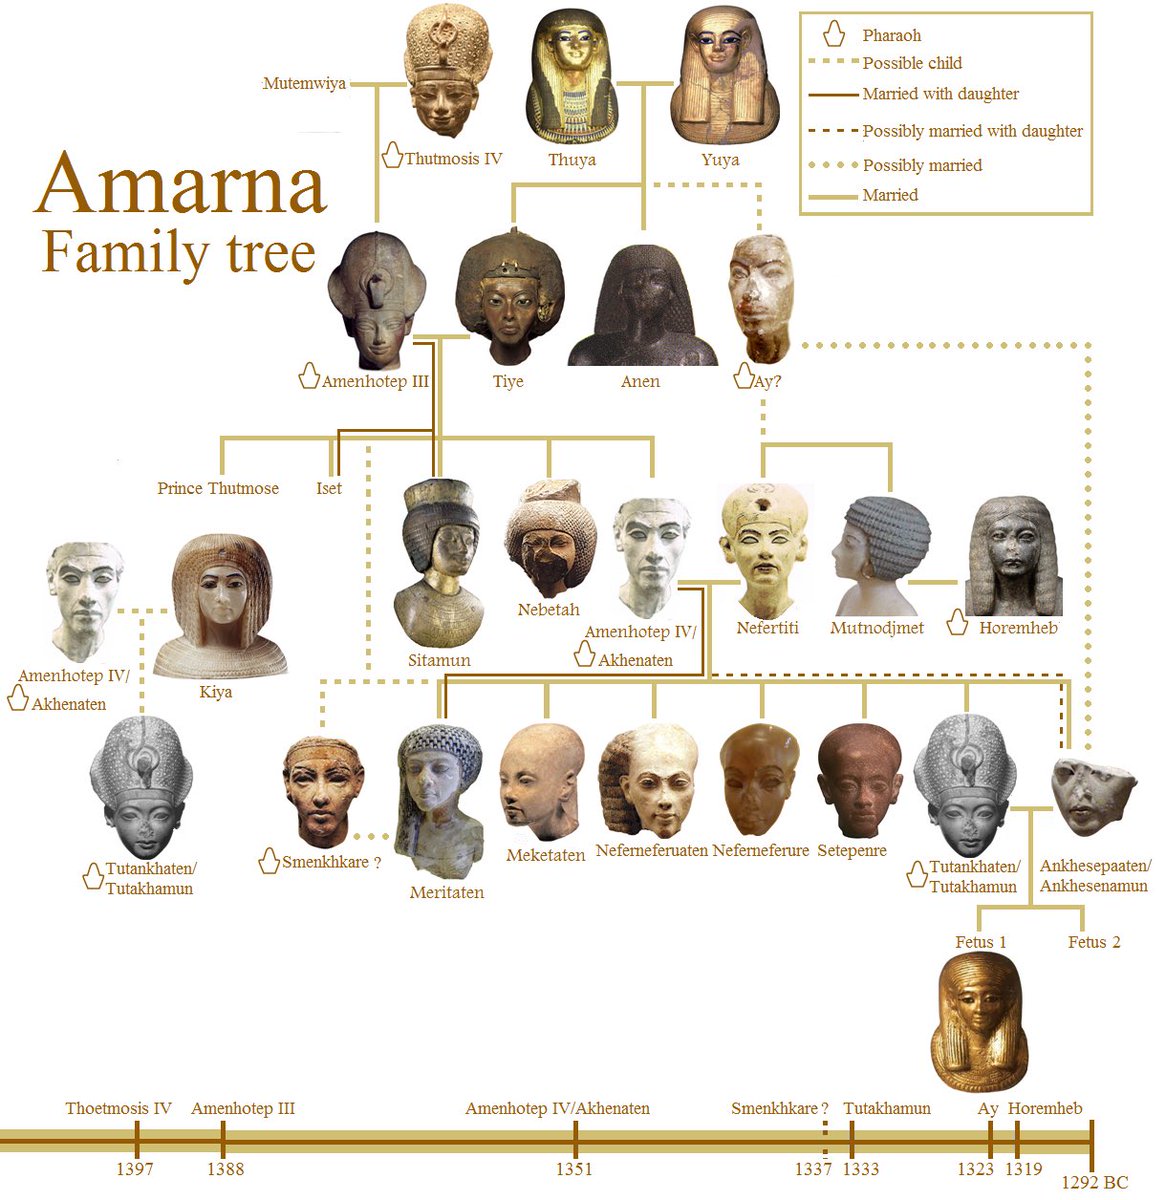 Pharaoh
Possible child
Married with daughter
Possibly married with daughter
Possibly married
Married
Mutemwiya
Thutmosis IV
Thuya
Yuya
Amarna
Family tree
Amenhotep III
Tiye
Anen
Ay?
Prince Thutmose
Iset
Sitamun
Nebetah
Amenhotep IV/
Akhenaten
Nefertiti
Mutnodjmet
Horemheb
Amenhotep IV/
Akhenaten
Kiya
Tutankhaten/
Tutakhamun
Smenkhkare ?
Meritaten
Meketaten
Neferneferuaten
Neferneferure
Setepenre
Tutankhaten/
Tutakhamun
Ankhesepaaten/
Ankhesenamun
Fetus 1
Fetus 2
Thoetmosis IV
Amenhotep III
Amenhotep IV/Akhenaten
Smenkhkare ?
Tutakhamun
Ay
Horemheb
1397
1388
1351
1337
1333
1323
1319
1292 BC